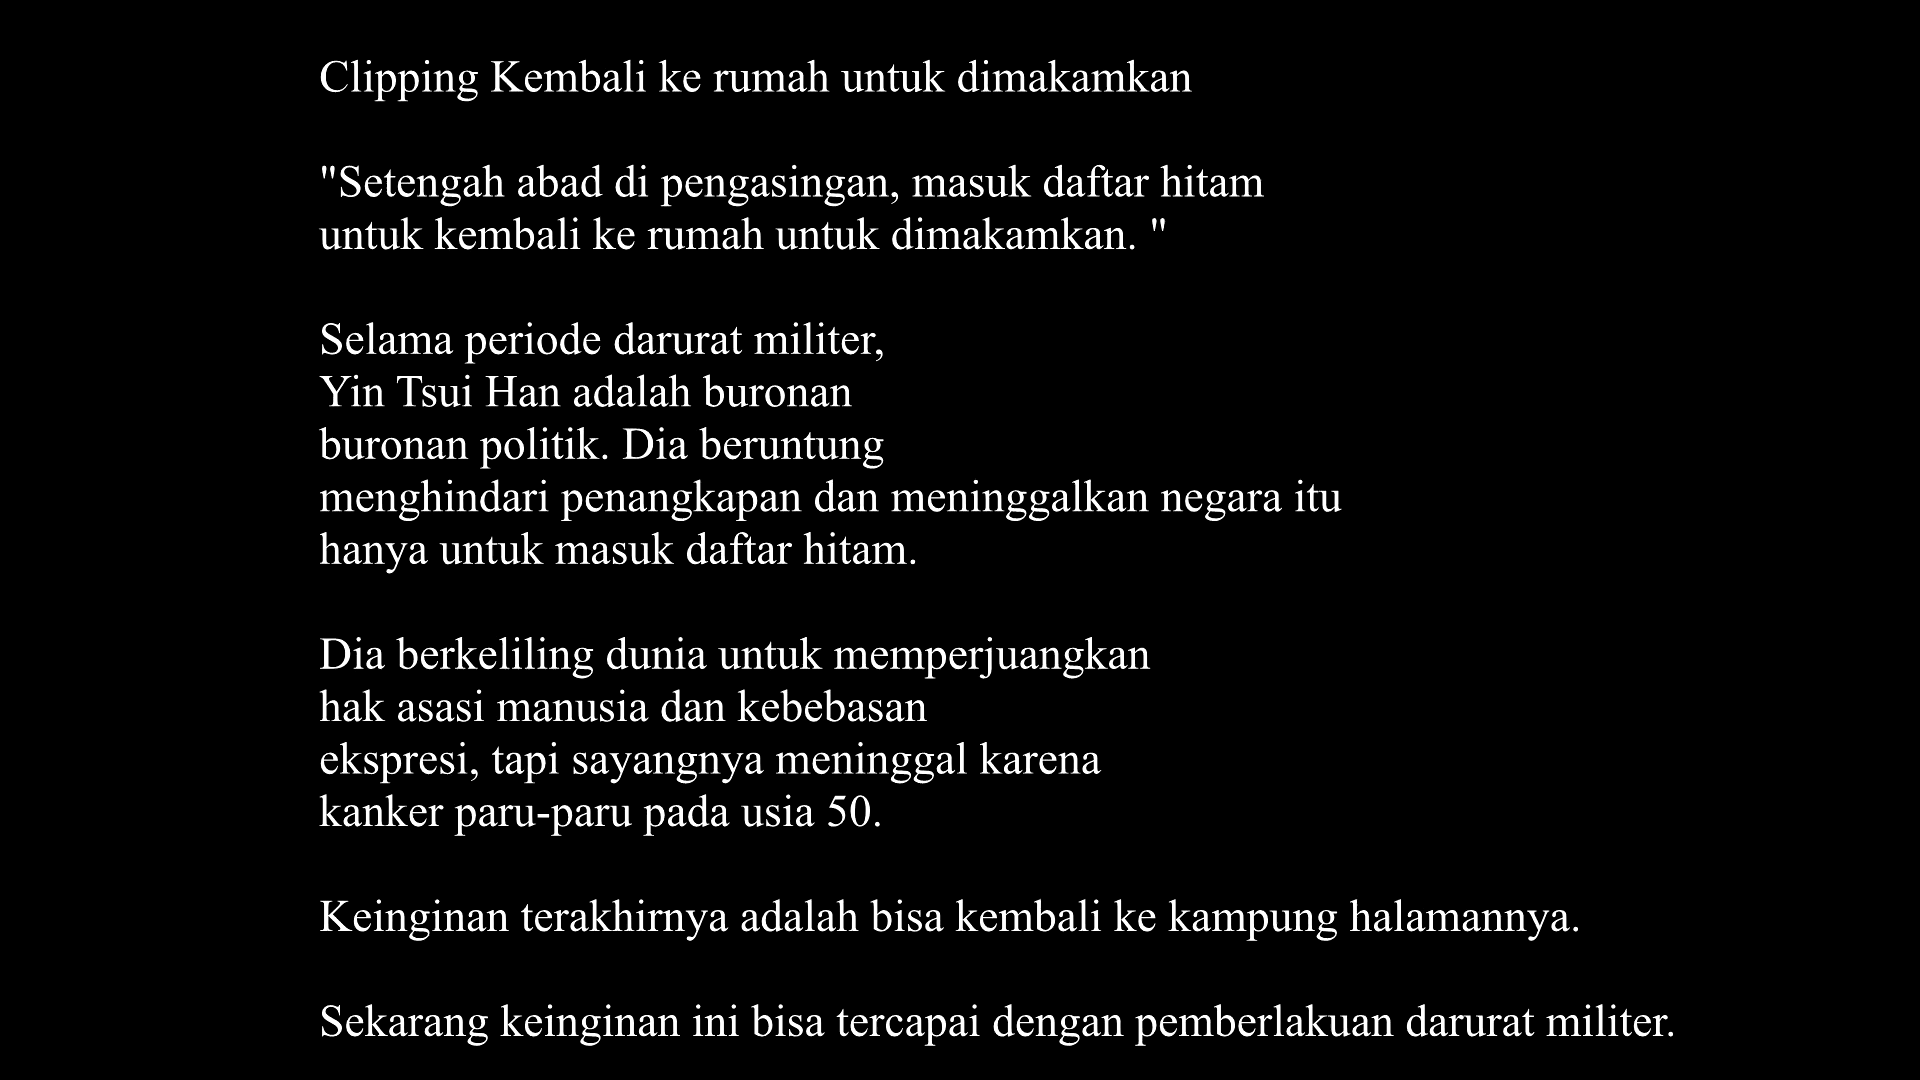 Clipping Kembali ke rumah untuk dimakamkan
"Setengah abad di pengasingan, masuk daftar hitam
untuk kembali ke rumah untuk dimakamkan. "
Selama periode darurat militer,
Yin Tsui Han adalah buronan
buronan politik. Dia beruntung
menghindari penangkapan dan meninggalkan negara itu
hanya untuk masuk daftar hitam.
Dia berkeliling dunia untuk memperjuangkan
hak asasi manusia dan kebebasan
ekspresi, tapi sayangnya meninggal karena
kanker paru-paru pada usia 50.
Keinginan terakhirnya adalah bisa kembali ke kampung halamannya.
Sekarang keinginan ini bisa tercapai dengan pemberlakuan darurat militer.